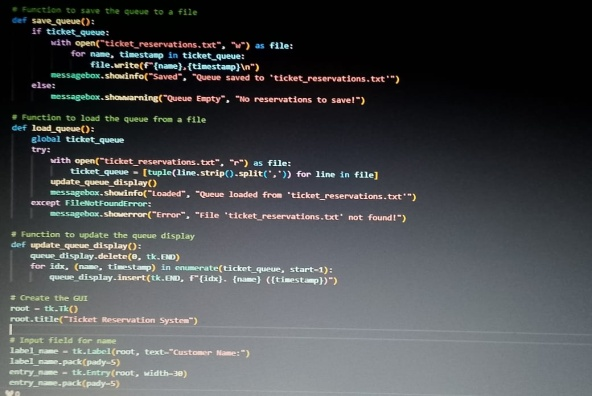 # Function to save the queue to a file
def save_queue():
    if ticket_queue:
        with open("ticket_reservations.txt", "w") as file:
            for name, timestamp in ticket_queue:
                file.write(f"{name},{timestamp}\n")
        messagebox.showinfo("Saved", "Queue saved to 'ticket_reservations.txt'")
    else:
        messagebox.showwarning("Queue Empty", "No reservations to save!")

# Function to load the queue from a file
def load_queue():
    global ticket_queue
    try:
        with open("ticket_reservations.txt", "r") as file:
            ticket_queue = [tuple(line.strip().split(',')) for line in file]
        update_queue_display()
        messagebox.showinfo("Loaded", "Queue loaded from 'ticket_reservations.txt'")
    except FileNotFoundError:
        messagebox.showerror("Error", "File 'ticket_reservations.txt' not found!")

# Function to update the queue display
def update_queue_display():
    queue_display.delete(0, tk.END)
    for idx, (name, timestamp) in enumerate(ticket_queue, start=1):
        queue_display.insert(tk.END, f"{idx}. {name} ({timestamp})")

# Create the GUI
root = tk.Tk()
root.title("Ticket Reservation System")

# Input field for name
label_name = tk.Label(root, text="Customer Name:")
label_name.pack(pady=5)
entry_name = tk.Entry(root, width=30)
entry_name.pack(pady=5)